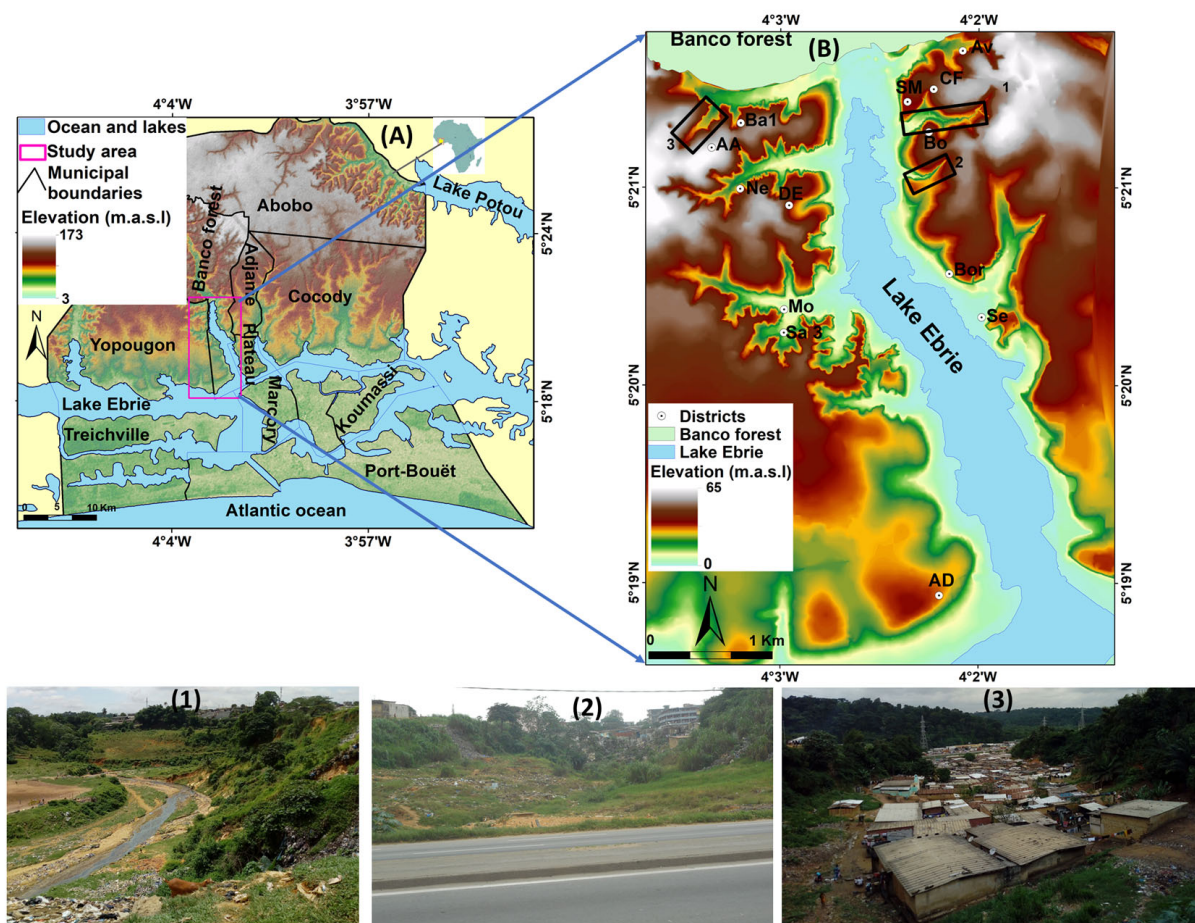 (A)
4°4'W
3°57'W
Ocean and lakes
Study area
Municipal
boundaries
Elevation (m.a.s.l)
173
3
N
Banco forest
Abobo
Lake Potou
Adjame
Plateau
Cocody
Yopougon
Lake Ebrie
Treichville
Marcory
Koumassi
Port-Bouët
Atlantic ocean
0 5 10 Km
5°24'N
5°18'N
4°4'W
3°57'W
4°3'W
4°2'W
Banco forest
(B)
Av
CF
SM
1
Ba1
Bo
3
AA
2
Ne
DE
Bor
Mo
Se
Sa 3
Lake Ebrie
Districts
Banco forest
Lake Ebrie
Elevation (m.a.s.l)
65
0
AD
N
0 1 Km
5°21'N
5°20'N
5°19'N
5°21'N
5°20'N
5°19'N
4°3'W
4°2'W
(1)
(2)
(3)